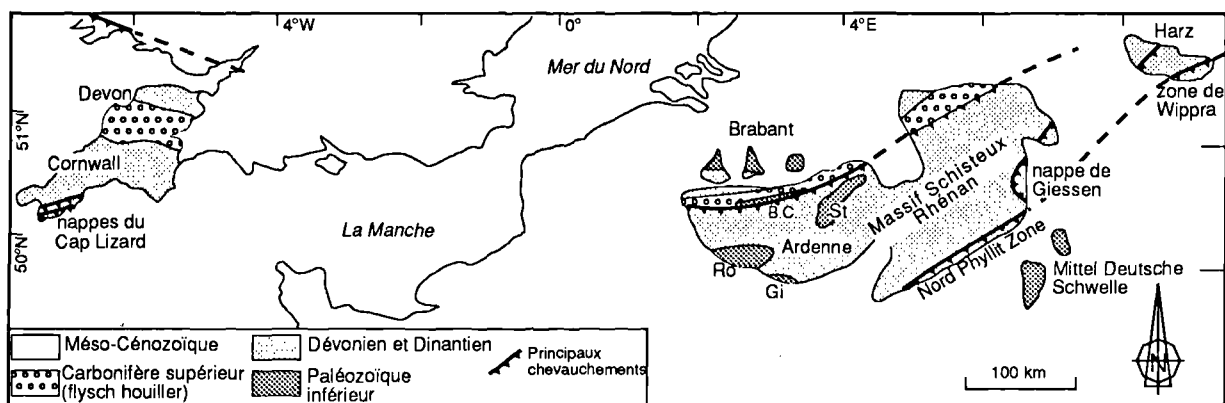 4°W
0°
4°E
Harz
zone de
Wippra
Mer du Nord
Devon
51°N
Brabant
Cornwall
nappe de
Giessen
Massif Schisteux
Rhénan
B.C.
St
nappes du
Cap Lizard
La Manche
50°N
Ardenne
Ro
Gi
Nord Phyllit Zone
Mittel Deutsche
Schwelle
Méso-Cénozoïque
Dévonien et Dinantien
Principaux
chevauchements
Carbonifère supérieur
(flysch houiller)
Paléozoïque
inférieur
100 km
N